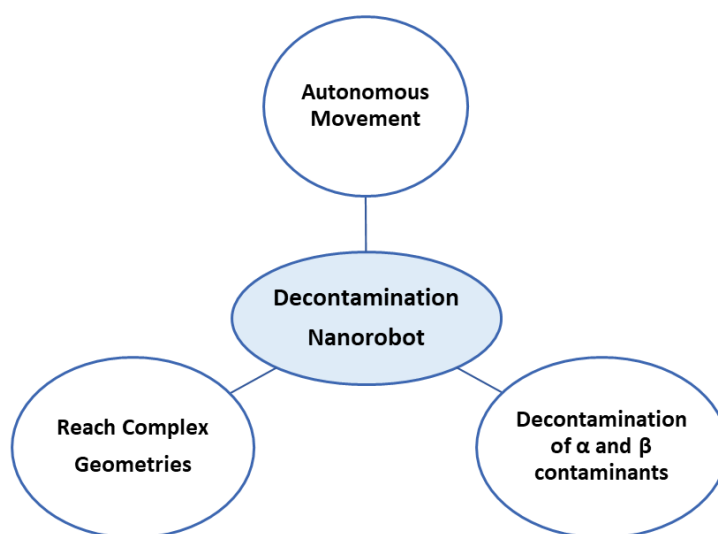 Autonomous
Movement
Decontamination
Nanorobot
Reach Complex
Geometries
Decontamination
of α and β
contaminants